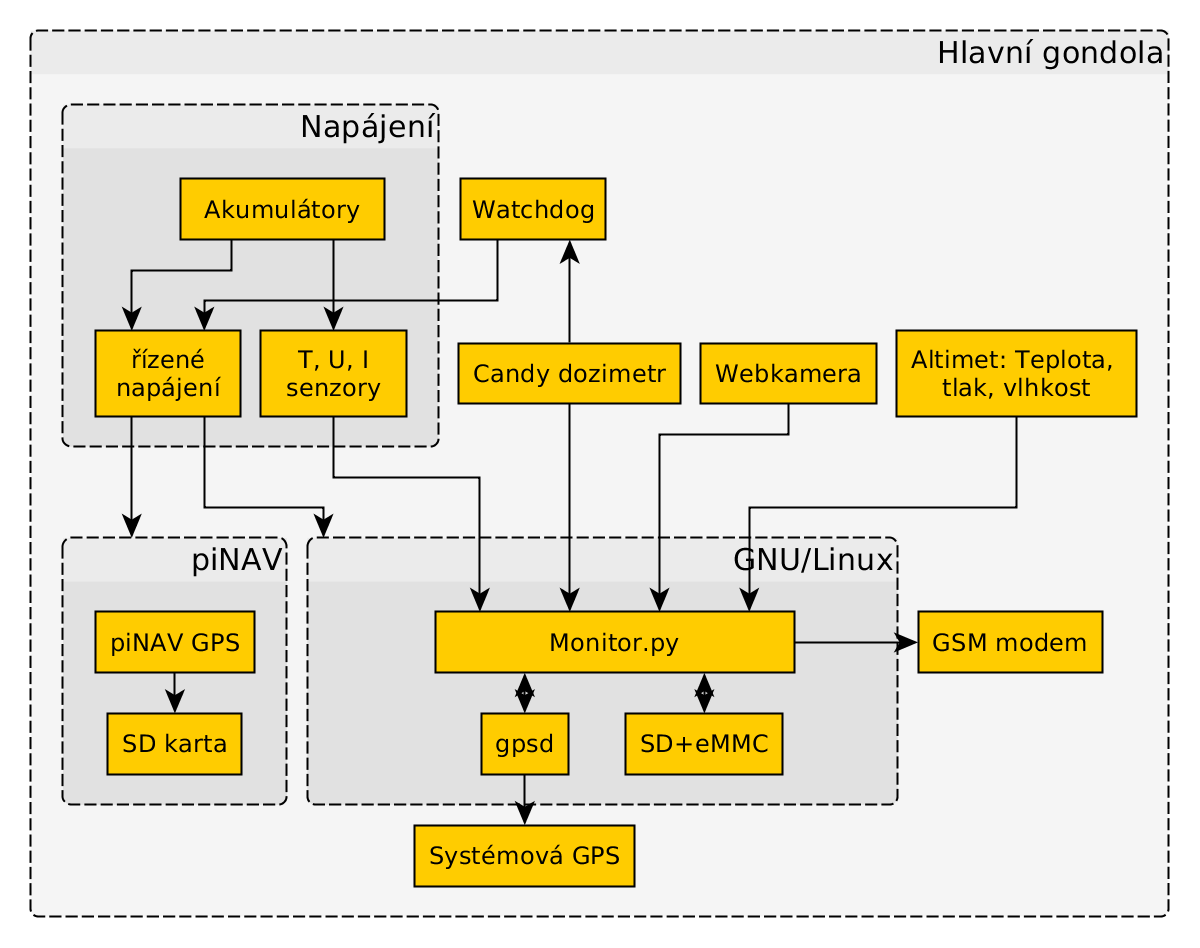 Hlavní gondola
Napájení
Akumulátory
Watchdog
řízené
napájení
T, U, I
senzory
Candy dozimetr
Webkamera
Altimet: Teplota,
tlak, vlhkost
piNAV
GNU/Linux
piNAV GPS
Monitor.py
GSM modem
SD karta
gpsd
SD+eMMC
Systémová GPS